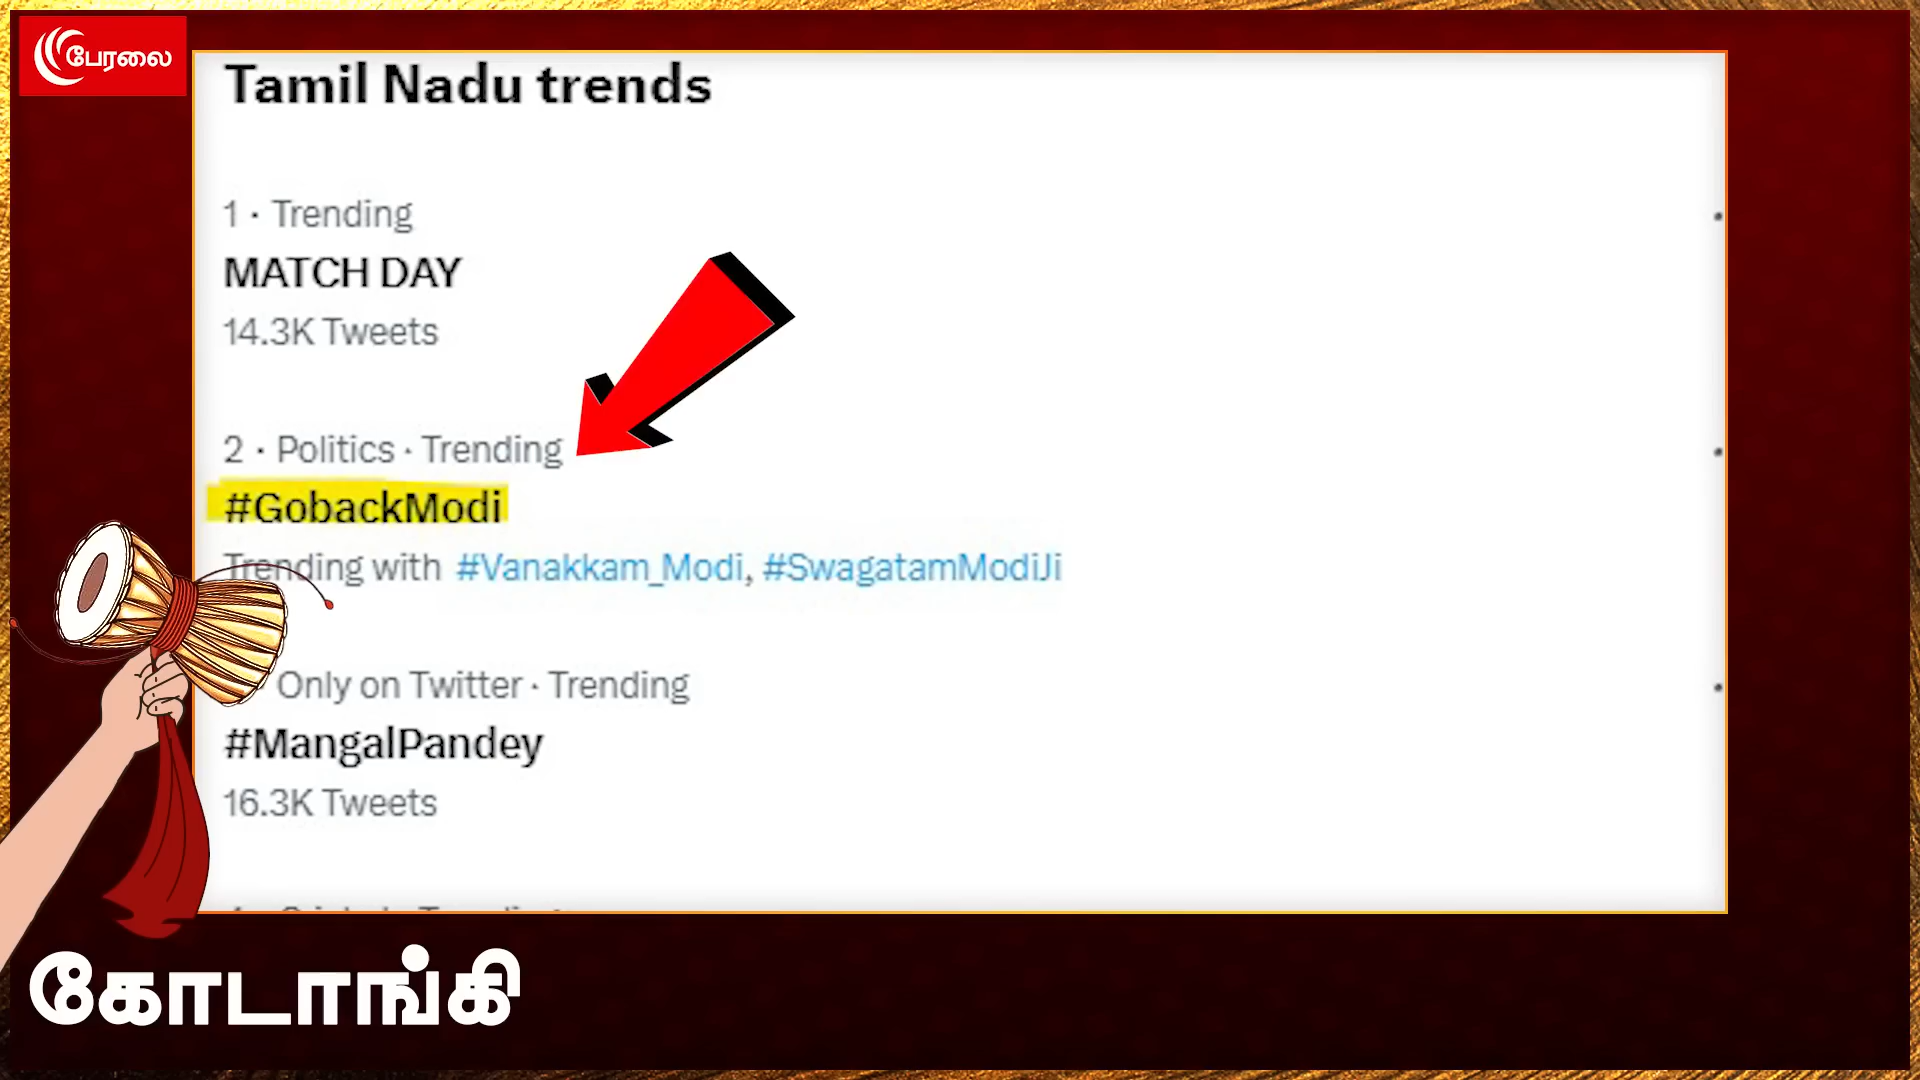 பேரலை
Tamil Nadu trends
1 · Trending
MATCH DAY
14.3K Tweets
2 · Politics · Trending
#GobackModi
Trending with #Vanakkam_Modi, #SwagatamModiJi
Only on Twitter · Trending
#MangalPandey
16.3K Tweets
கோடாங்கி